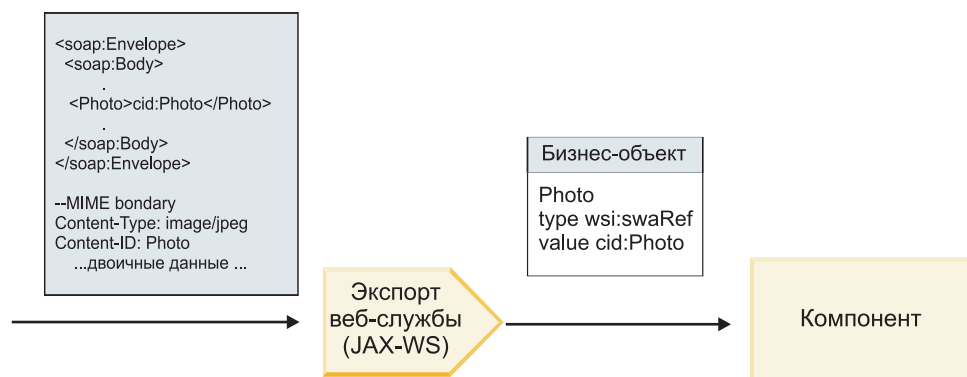 <soap:Envelope>
<soap:Body>
.
<Photo>cid:Photo</Photo>
.
</soap:Body>
</soap:Envelope>
--MIME bondary
Content-Type: image/jpeg
Content-ID: Photo
...двоичные данные ...
Бизнес-объект
Photo
type wsi:swaRef
value cid:Photo
Экспорт
веб-службы
(JAX-WS)
Компонент